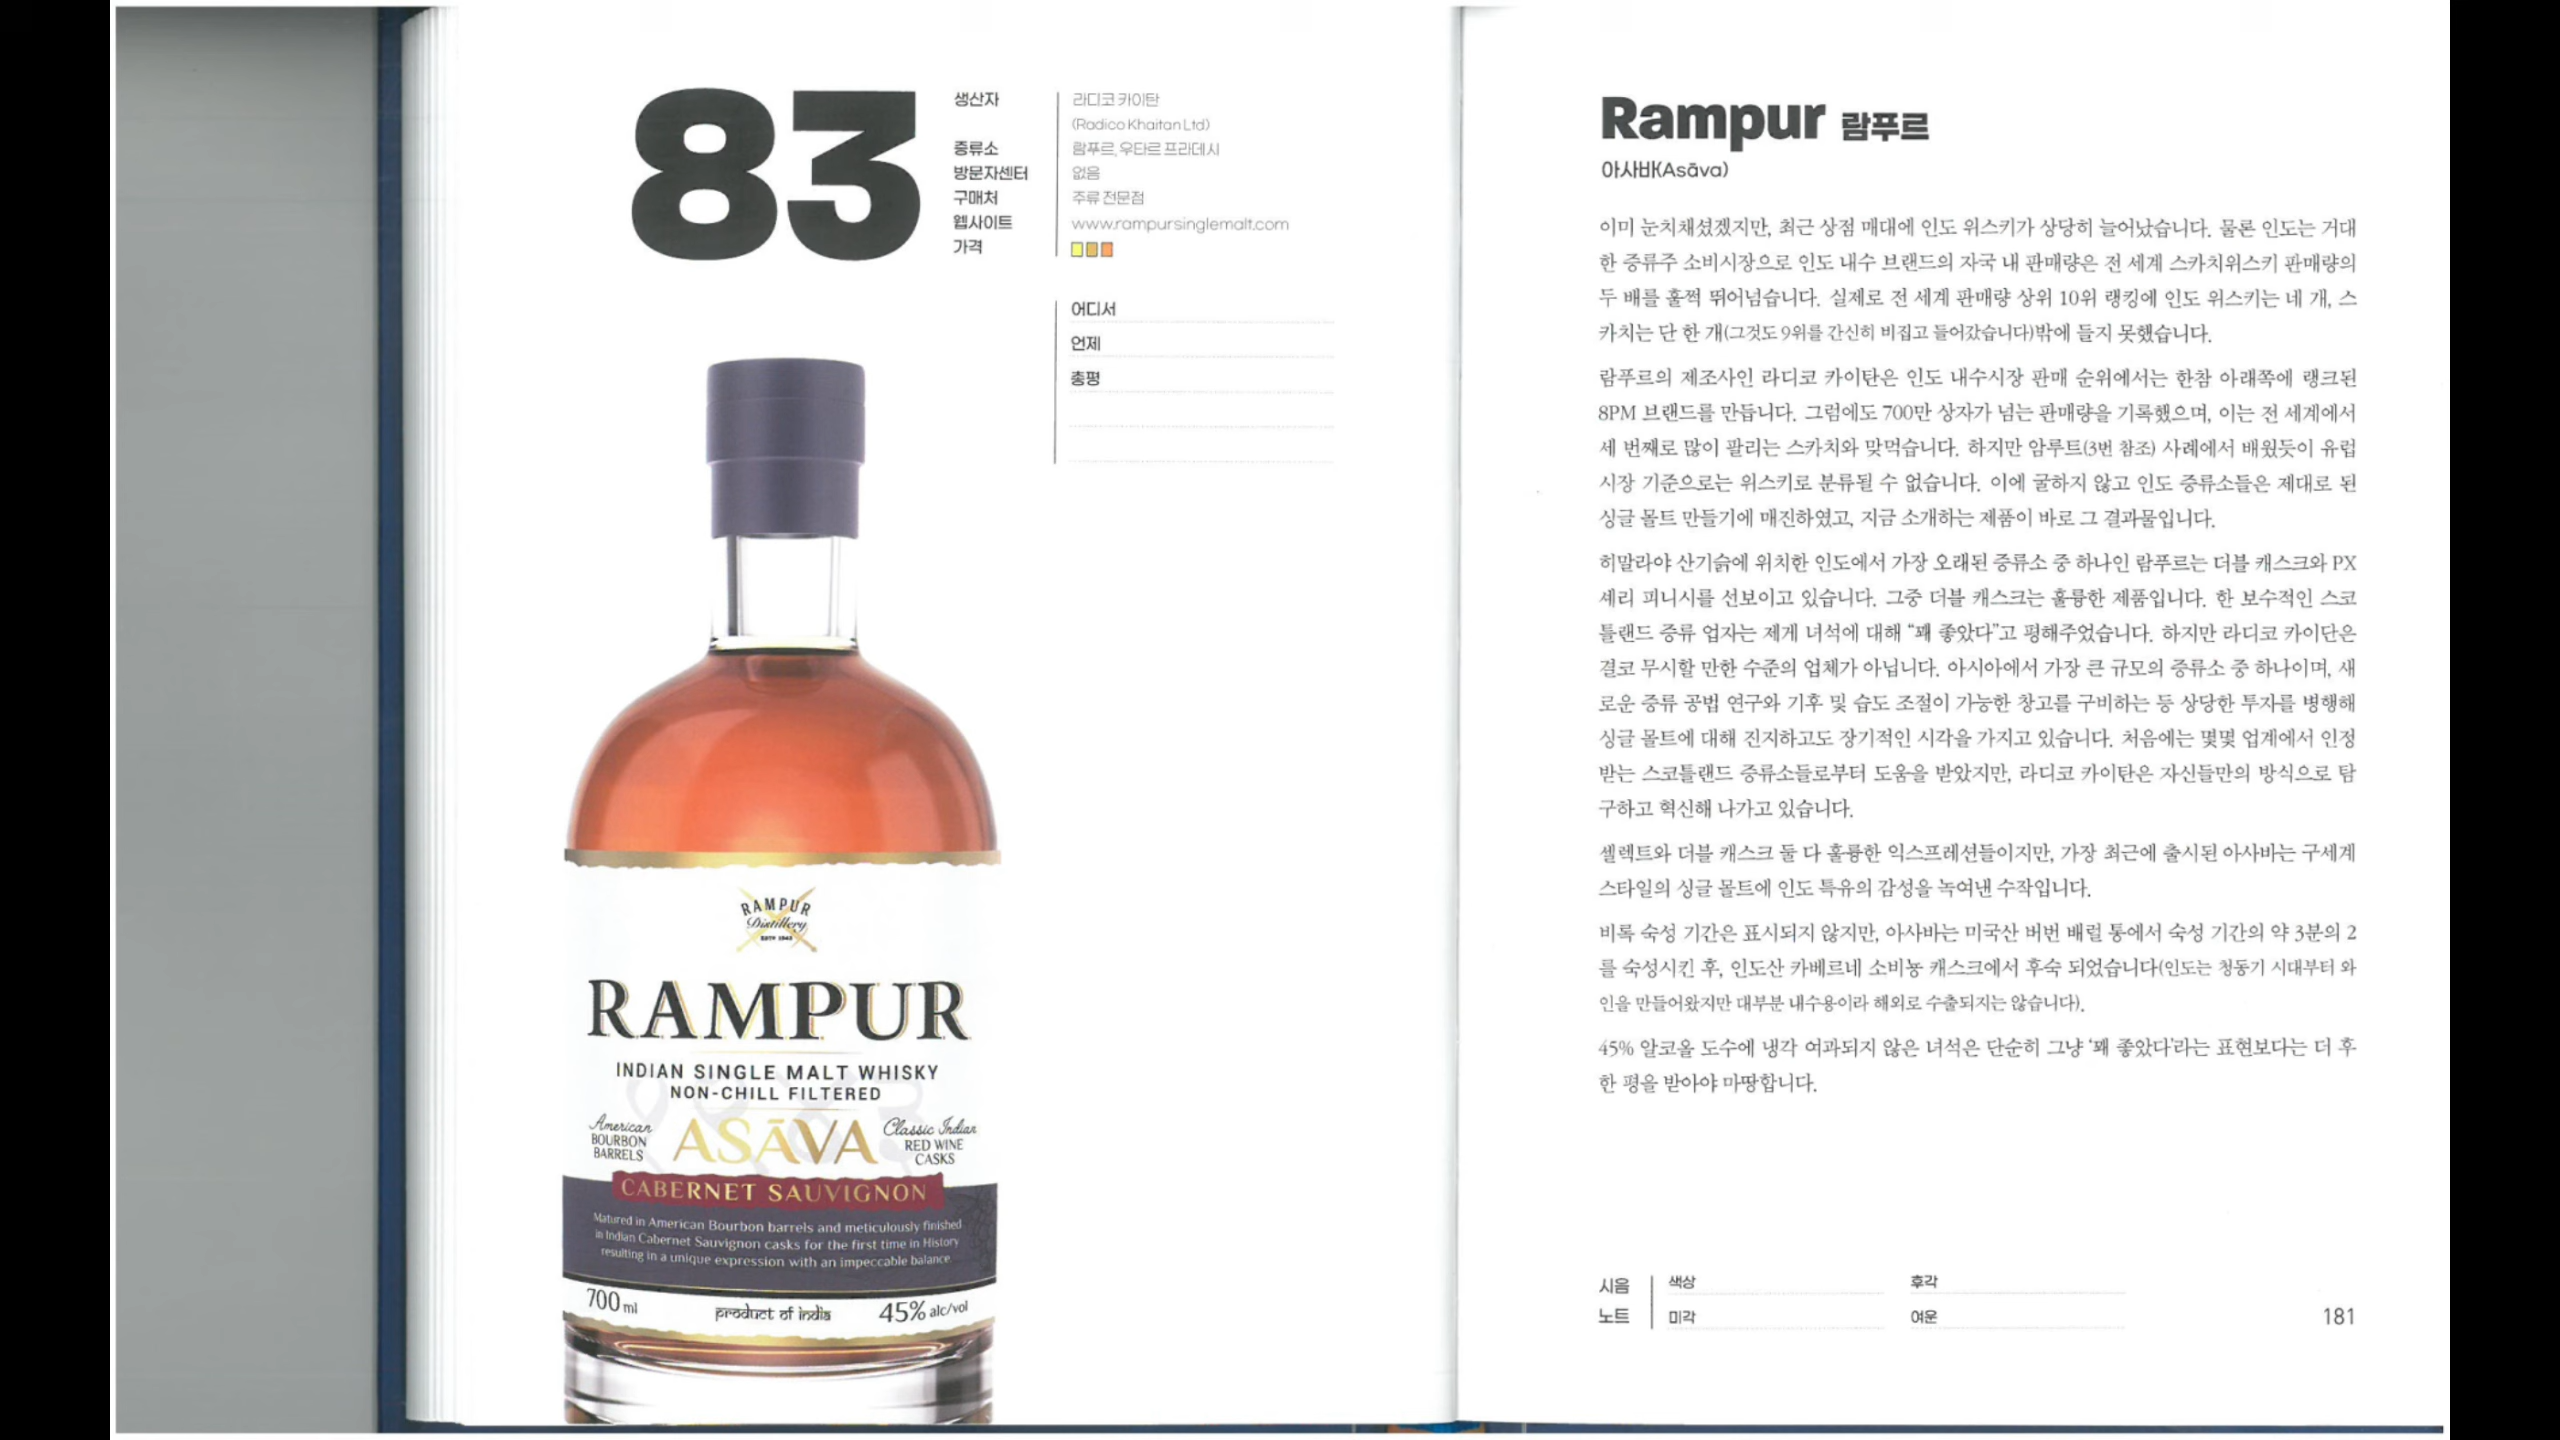 83
생산자
라디코 카이탄
(Radico Khaitan Ltd)
증류소
람푸르, 우타르 프라데시
방문자센터
없음
구매처
주류 전문점
웹사이트
www.rampursinglemalt.com
가격
어디서
언제
총평
RAMPUR
Distillery
ESTD 1943
RAMPUR
INDIAN SINGLE MALT WHISKY
NON-CHILL FILTERED
American
BOURBON
BARRELS
ASĀVA
Classic Indian
RED WINE
CASKS
CABERNET SAUVIGNON
Matured in American Bourbon barrels and meticulously finished
in Indian Cabernet Sauvignon casks for the first time in History
resulting in a unique expression with an impeccable balance.
700 ml
product of india
45% alc/vol
Rampur 람푸르
아사바(Asāva)
이미 눈치채셨겠지만, 최근 상점 매대에 인도 위스키가 상당히 늘어났습니다. 물론 인도는 거대
한 증류주 소비시장으로 인도 내수 브랜드의 자국 내 판매량은 전 세계 스카치위스키 판매량의
두 배를 훌쩍 뛰어넘습니다. 실제로 전 세계 판매량 상위 10위 랭킹에 인도 위스키는 네 개, 스
카치는 단 한 개(그것도 9위를 간신히 비집고 들어갔습니다)밖에 들지 못했습니다.
람푸르의 제조사인 라디코 카이탄은 인도 내수시장 판매 순위에서는 한참 아래쪽에 랭크된
8PM 브랜드를 만듭니다. 그럼에도 700만 상자가 넘는 판매량을 기록했으며, 이는 전 세계에서
세 번째로 많이 팔리는 스카치와 맞먹습니다. 하지만 암루트(3번 참조) 사례에서 배웠듯이 유럽
시장 기준으로는 위스키로 분류될 수 없습니다. 이에 굴하지 않고 인도 증류소들은 제대로 된
싱글 몰트 만들기에 매진하였고, 지금 소개하는 제품이 바로 그 결과물입니다.
히말라야 산기슭에 위치한 인도에서 가장 오래된 증류소 중 하나인 람푸르는 더블 캐스크와 PX
셰리 피니시를 선보이고 있습니다. 그중 더블 캐스크는 훌륭한 제품입니다. 한 보수적인 스코
틀랜드 증류 업자는 제게 녀석에 대해 “꽤 좋았다”고 평해주었습니다. 하지만 라디코 카이단은
결코 무시할 만한 수준의 업체가 아닙니다. 아시아에서 가장 큰 규모의 증류소 중 하나이며, 새
로운 증류 공법 연구와 기후 및 습도 조절이 가능한 창고를 구비하는 등 상당한 투자를 병행해
싱글 몰트에 대해 진지하고도 장기적인 시각을 가지고 있습니다. 처음에는 몇몇 업계에서 인정
받는 스코틀랜드 증류소들로부터 도움을 받았지만, 라디코 카이탄은 자신들만의 방식으로 탐
구하고 혁신해 나가고 있습니다.
셀렉트와 더블 캐스크 둘 다 훌륭한 익스프레션들이지만, 가장 최근에 출시된 아사바는 구세계
스타일의 싱글 몰트에 인도 특유의 감성을 녹여낸 수작입니다.
비록 숙성 기간은 표시되지 않지만, 아사바는 미국산 버번 배럴 통에서 숙성 기간의 약 3분의 2
를 숙성시킨 후, 인도산 카베르네 소비뇽 캐스크에서 후숙 되었습니다(인도는 청동기 시대부터 와
인을 만들어왔지만 대부분 내수용이라 해외로 수출되지는 않습니다).
45% 알코올 도수에 냉각 여과되지 않은 녀석은 단순히 그냥 ‘꽤 좋았다’라는 표현보다는 더 후
한 평을 받아야 마땅합니다.
시음
노트
색상
후각
미각
여운
181